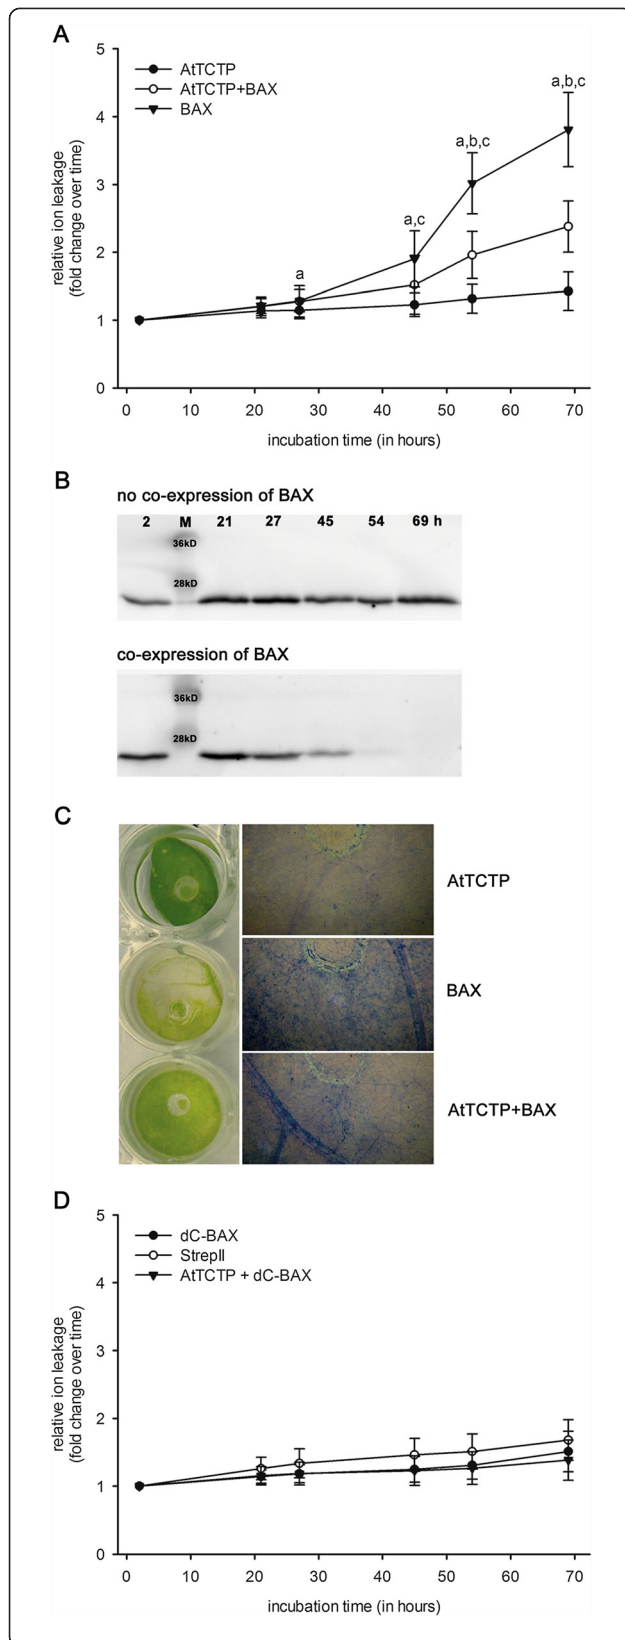 A
5
AtTCTP
AtTCTP+BAX
BAX
a,b,c
4
a,b,c
3
a,c
2
a
1
0
relative ion leakage
(fold change over time)
0 10 20 30 40 50 60 70
incubation time (in hours)
B
no co-expression of BAX
2 M 21 27 45 54 69 h
36kD
28kD
co-expression of BAX
36kD
28kD
C
AtTCTP
BAX
AtTCTP+BAX
D
5
dC-BAX
StrepII
AtTCTP + dC-BAX
4
3
2
1
0
relative ion leakage
(fold change over time)
0 10 20 30 40 50 60 70
incubation time (in hours)